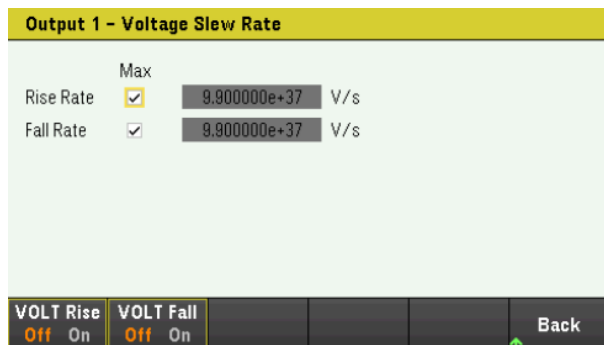 Output 1 – Voltage Slew Rate
Max
Rise Rate 9.900000e+37 V/s
Fall Rate 9.900000e+37 V/s
VOLT Rise VOLT Fall
Off On Off On Back